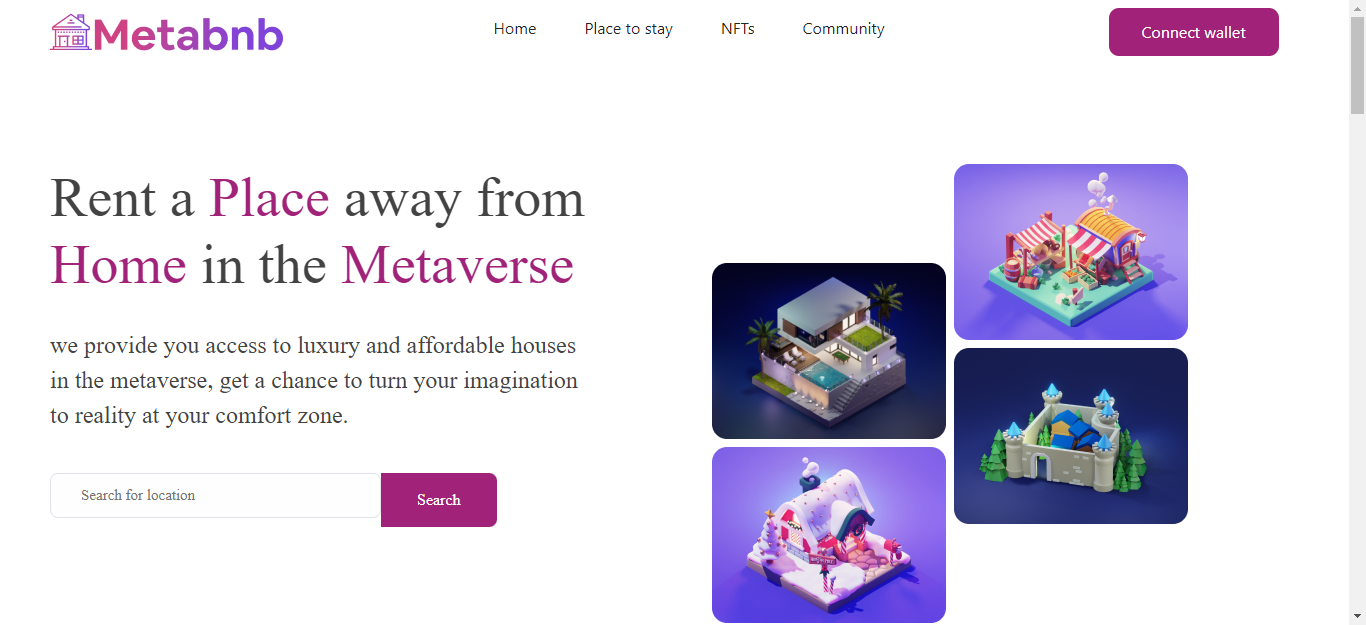 Metabnb
Home
Place to stay
NFTs
Community
Connect wallet
Rent a Place away from
Home in the Metaverse
we provide you access to luxury and affordable houses
in the metaverse, get a chance to turn your imagination
to reality at your comfort zone.
Search for location
Search